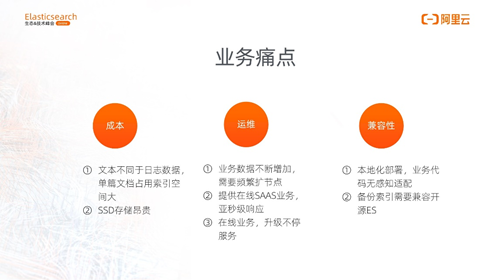 Elasticsearch
生态&技术峰会
阿里云
业务痛点
成本
① 文本不同于日志数据,
单篇文档占用索引空
间大
② SSD存储昂贵
运维
① 业务数据不断增加,
需要频繁扩节点
② 提供在线SAAS业务,
亚秒级响应
③ 在线业务，升级不停
服务
兼容性
① 本地化部署，业务代
码无感知适配
② 备份索引需要兼容开
源ES